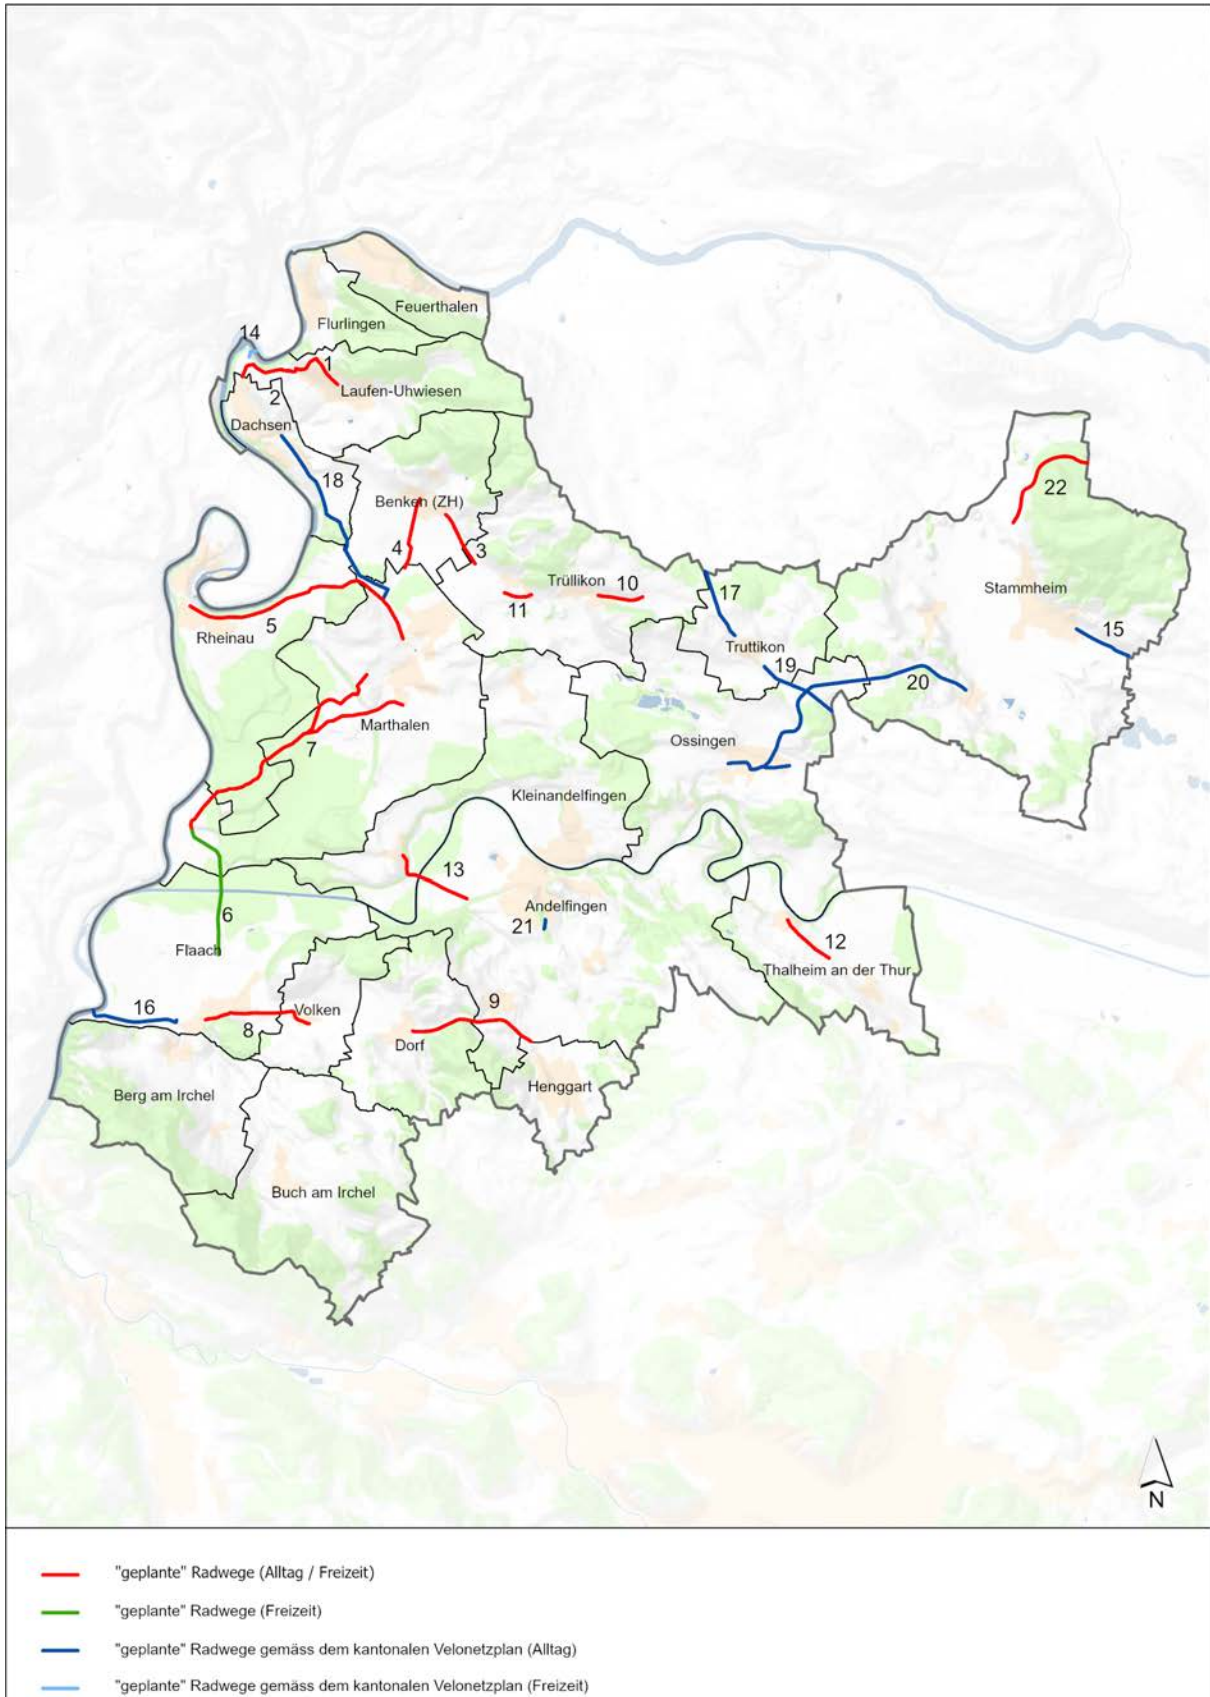 Feuerthalen
Flurlingen
14
1
Laufen-Uhwiesen
2
Dachsen
18
22
Benken (ZH)
4
3
Trüllikon
10
17
Stammheim
11
5
Rheinau
15
Truttikon
19
20
Marthalen
7
Ossingen
Kleinandelfingen
13
6
Andelfingen
21
Flaach
12
Thalheim an der Thur
16
9
Volken
8
Dorf
Henggart
Berg am Irchel
Buch am Irchel
N
"geplante" Radwege (Alltag / Freizeit)
"geplante" Radwege (Freizeit)
"geplante" Radwege gemäss dem kantonalen Velonetzplan (Alltag)
"geplante" Radwege gemäss dem kantonalen Velonetzplan (Freizeit)